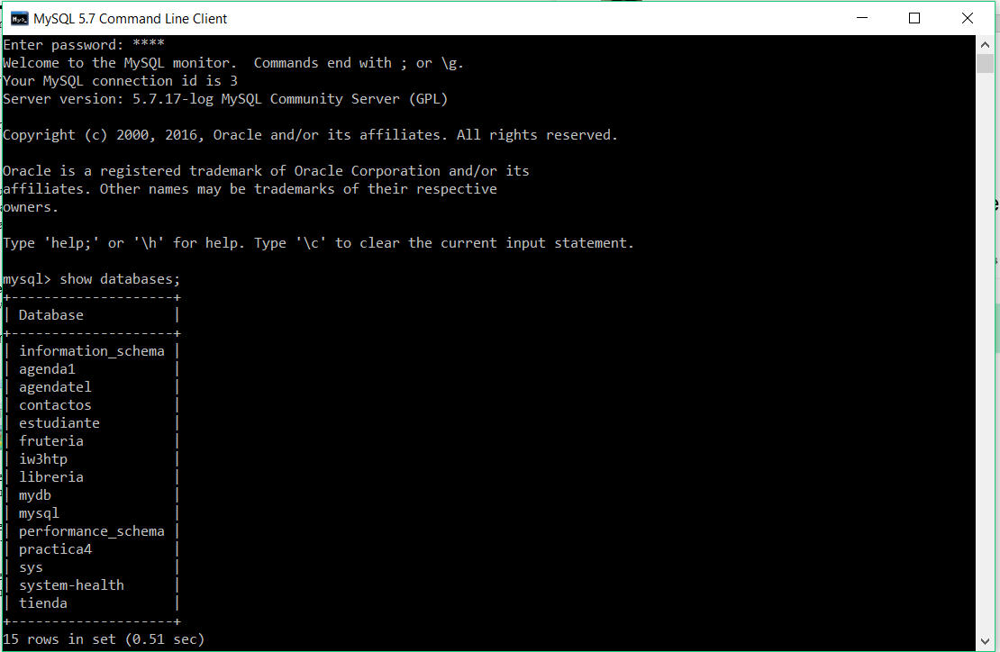 MySQL 5.7 Command Line Client
Enter password: ****
Welcome to the MySQL monitor.  Commands end with ; or \g.
Your MySQL connection id is 3
Server version: 5.7.17-log MySQL Community Server (GPL)
Copyright (c) 2000, 2016, Oracle and/or its affiliates. All rights reserved.
Oracle is a registered trademark of Oracle Corporation and/or its
affiliates. Other names may be trademarks of their respective
owners.
Type 'help;' or '\h' for help. Type '\c' to clear the current input statement.
mysql> show databases;
+--------------------+
| Database           |
+--------------------+
| information_schema |
| agenda1            |
| agendatel          |
| contactos          |
| estudiante         |
| fruteria           |
| iw3htp             |
| libreria           |
| mydb               |
| mysql              |
| performance_schema |
| practica4          |
| sys                |
| system-health      |
| tienda             |
+--------------------+
15 rows in set (0.51 sec)